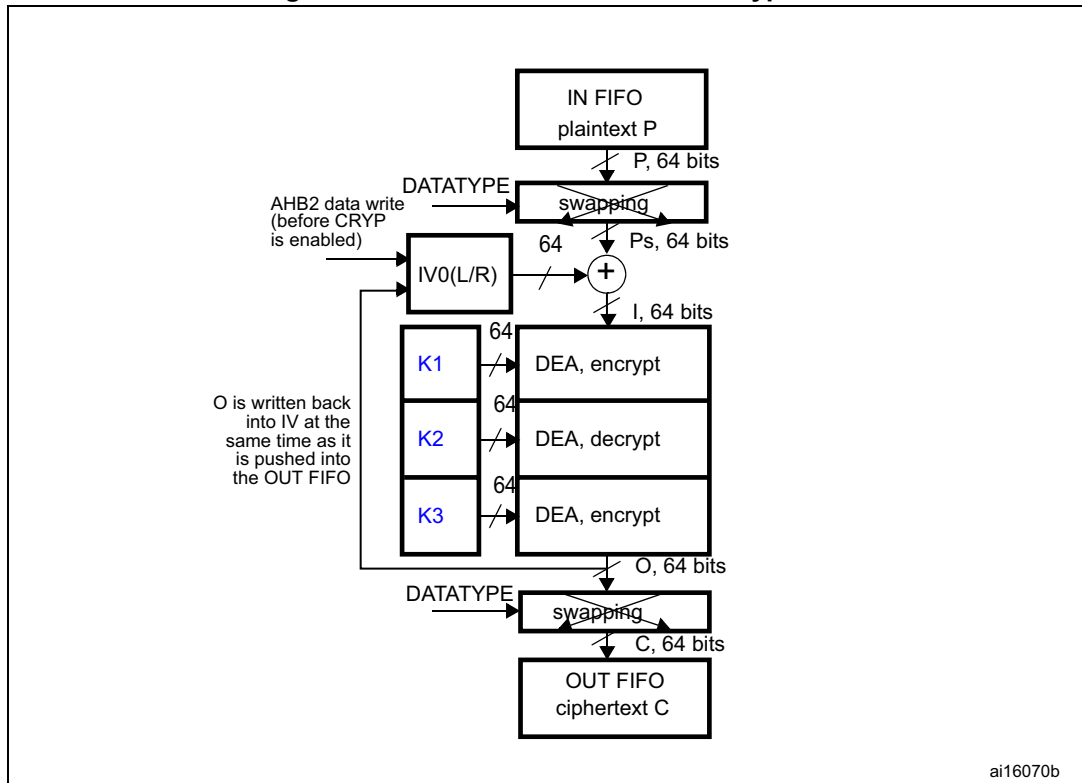 IN FIFO
plaintext P
P, 64 bits
DATATYPE
swapping
AHB2 data write
(before CRYP
is enabled)
Ps, 64 bits
64
IV0(L/R)
+
I, 64 bits
64
K1
DEA, encrypt
64
K2
DEA, decrypt
64
K3
DEA, encrypt
O is written back
into IV at the
same time as it
is pushed into
the OUT FIFO
O, 64 bits
DATATYPE
swapping
C, 64 bits
OUT FIFO
ciphertext C
ai16070b